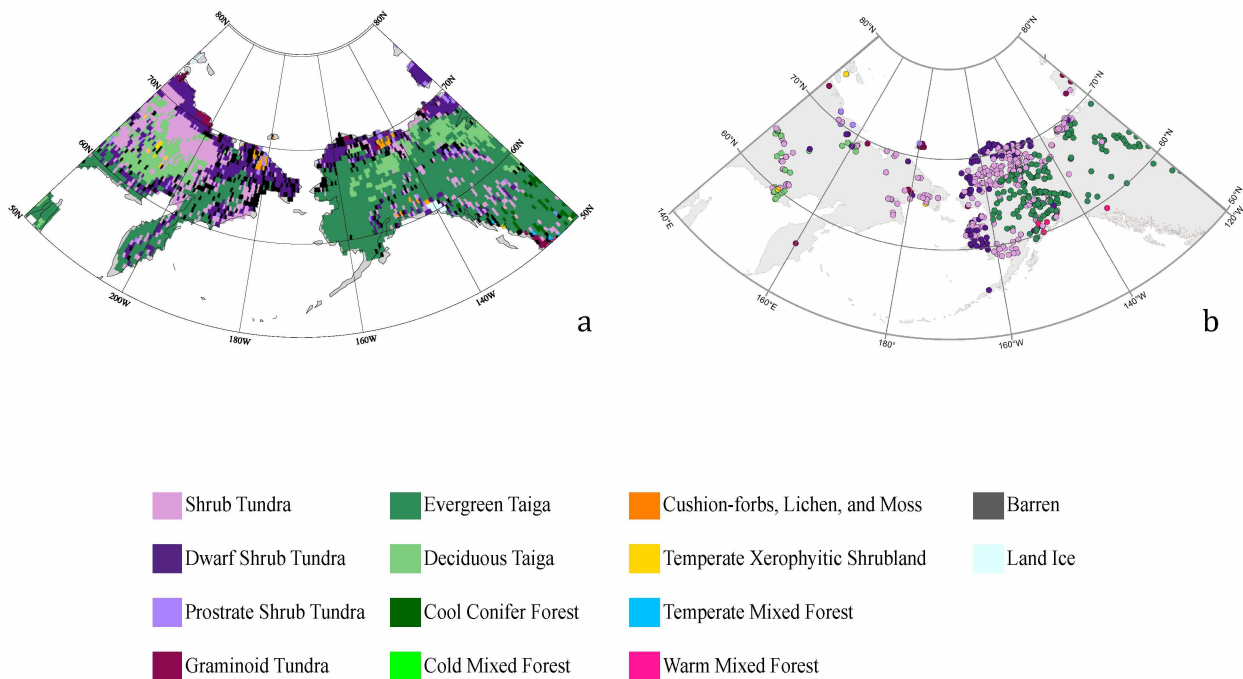 80N
80N
70N
70N
60N
60N
50N
50N
200W
180W
160W
140W
a
80°N
80°N
70°N
70°N
60°N
60°N
50°N
140°E
120°W
160°E
180°
160°W
140°W
b
Shrub Tundra
Evergreen Taiga
Cushion-forbs, Lichen, and Moss
Barren
Dwarf Shrub Tundra
Deciduous Taiga
Temperate Xerophyitic Shrubland
Land Ice
Prostrate Shrub Tundra
Cool Conifer Forest
Temperate Mixed Forest
Graminoid Tundra
Cold Mixed Forest
Warm Mixed Forest